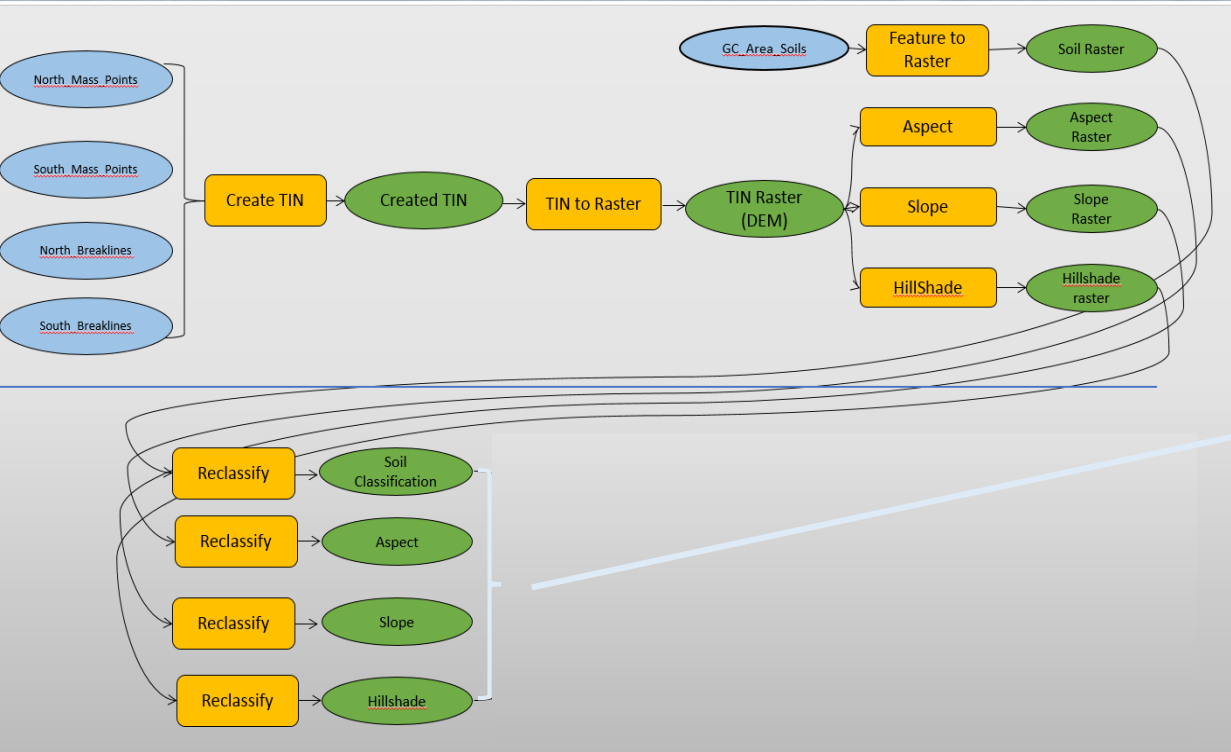 GC_Area_Soils
Feature to
Raster
Soil Raster
North_Mass_Points
South_Mass_Points
North_Breaklines
South_Breaklines
Create TIN
Created TIN
TIN to Raster
TIN Raster
(DEM)
Aspect
Aspect
Raster
Slope
Slope
Raster
HillShade
Hillshade
raster
Reclassify
Soil
Classification
Reclassify
Aspect
Reclassify
Slope
Reclassify
Hillshade